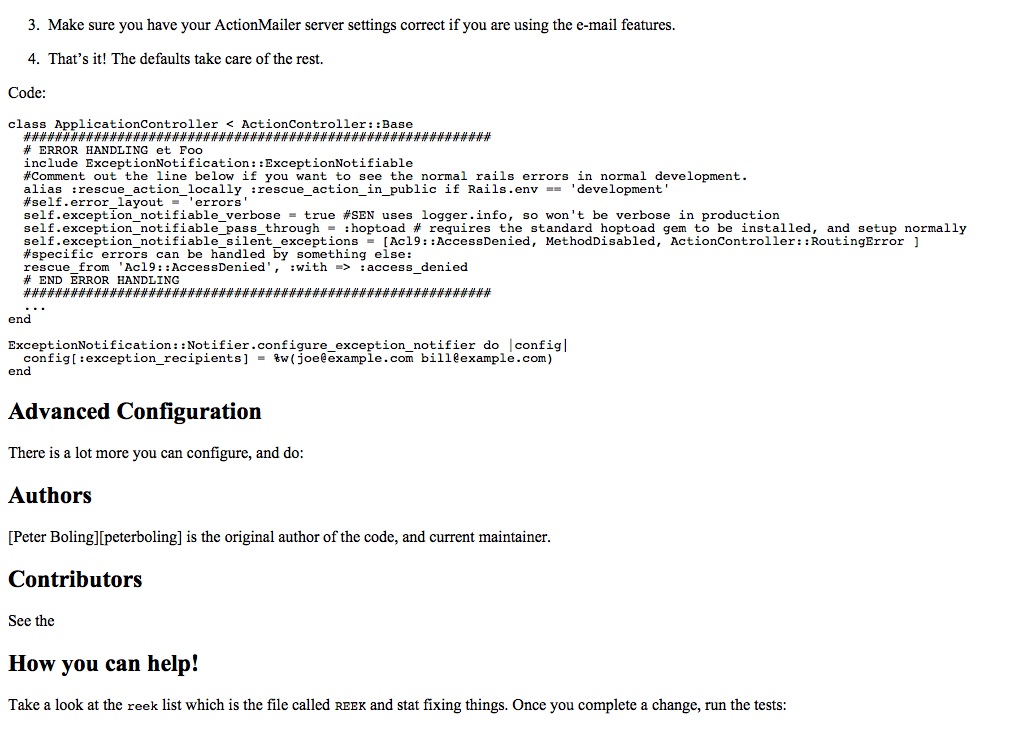 3. Make sure you have your ActionMailer server settings correct if you are using the e-mail features.
4. That's it! The defaults take care of the rest.
Code:
class ApplicationController < ActionController::Base
############################################################
# ERROR HANDLING et Foo
include ExceptionNotification::ExceptionNotifiable
#Comment out the line below if you want to see the normal rails errors in normal development.
alias :rescue_action_locally :rescue_action_in_public if Rails.env == 'development'
#self.error_layout = 'errors'
self.exception_notifiable_verbose = true #SEN uses logger.info, so won't be verbose in production
self.exception_notifiable_pass_through = :hoptoad # requires the standard hoptoad gem to be installed, and setup normally
self.exception_notifiable_silent_exceptions = [Acl9::AccessDenied, MethodDisabled, ActionController::RoutingError ]
#specific errors can be handled by something else:
rescue_from 'Acl9::AccessDenied', :with => :access_denied
# END ERROR HANDLING
############################################################
...
end
ExceptionNotification::Notifier.configure_exception_notifier do |config|
config[:exception_recipients] = %w(joe@example.com bill@example.com)
end
Advanced Configuration
There is a lot more you can configure, and do:
Authors
[Peter Boling][peterboling] is the original author of the code, and current maintainer.
Contributors
See the
How you can help!
Take a look at the reek list which is the file called REEK and stat fixing things. Once you complete a change, run the tests: